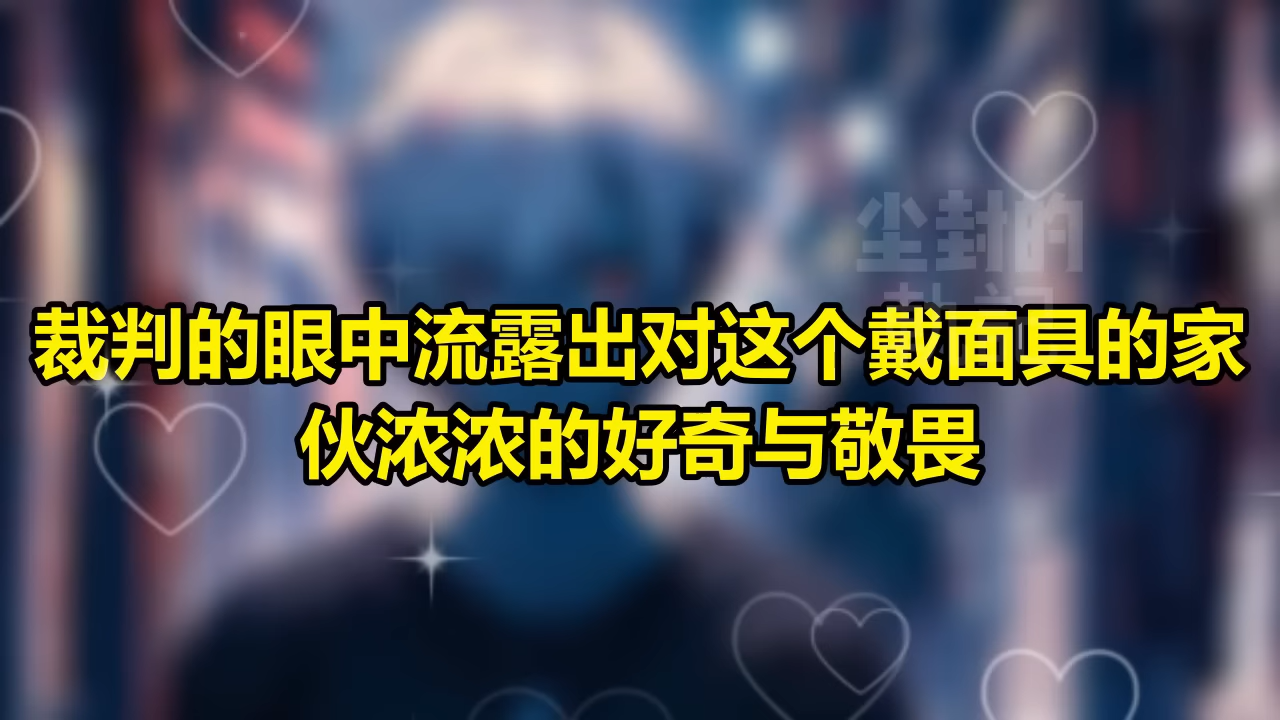 尘封的
裁判的眼中流露出对这个戴面具的家
伙浓浓的好奇与敬畏